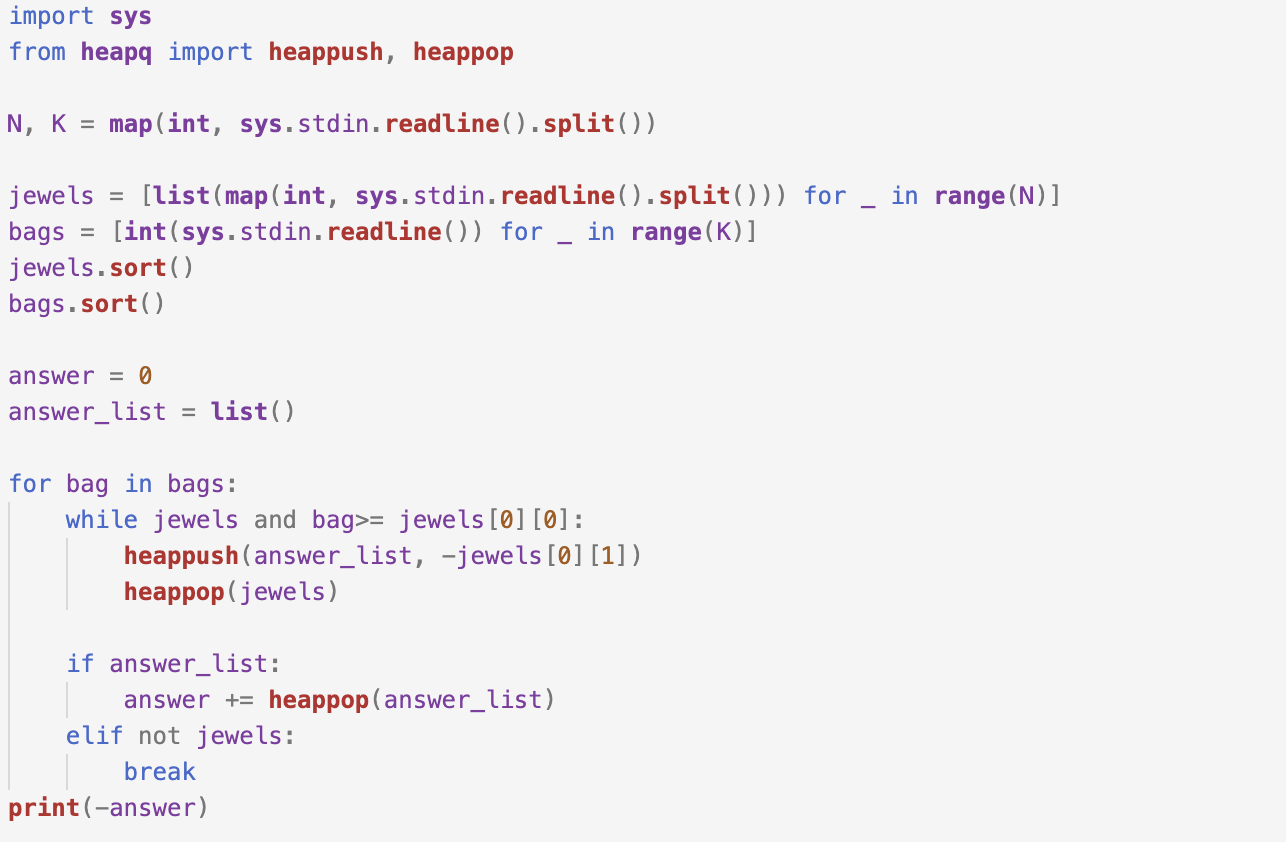 import sys
from heapq import heappush, heappop
N, K = map(int, sys.stdin.readline().split())
jewels = [list(map(int, sys.stdin.readline().split())) for _ in range(N)]
bags = [int(sys.stdin.readline()) for _ in range(K)]
jewels.sort()
bags.sort()
answer = 0
answer_list = list()
for bag in bags:
    while jewels and bag>= jewels[0][0]:
        heappush(answer_list, -jewels[0][1])
        heappop(jewels)
    if answer_list:
        answer += heappop(answer_list)
    elif not jewels:
        break
print(-answer)